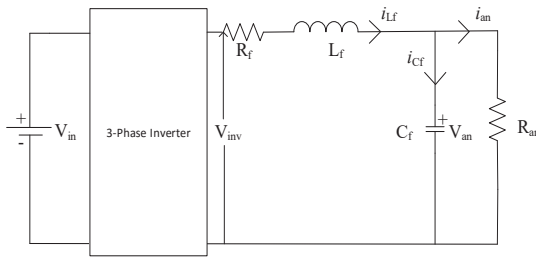 i_Lf
i_an
R_f
L_f
i_Cf
+
-
V_in
3-Phase Inverter
V_inv
C_f
+
V_an
R_an